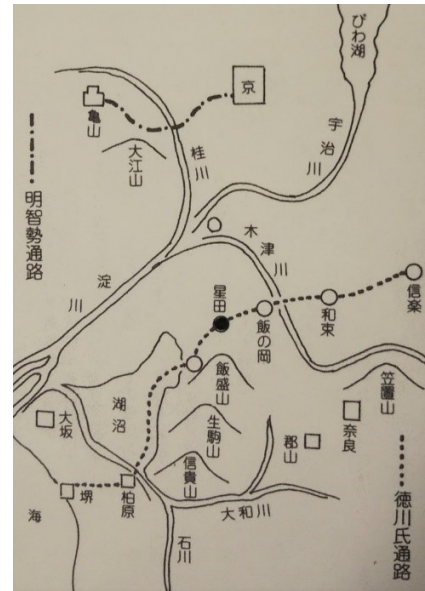 びわ湖
京
宇治川
亀山
大江山
桂川
明智勢通路
木津川
淀川
信楽
星田
飯の岡
和束
飯盛山
笠置山
湖沼
大坂
生駒山
郡山
奈良
信貴山
徳川氏通路
堺
柏原
大和川
海
石川